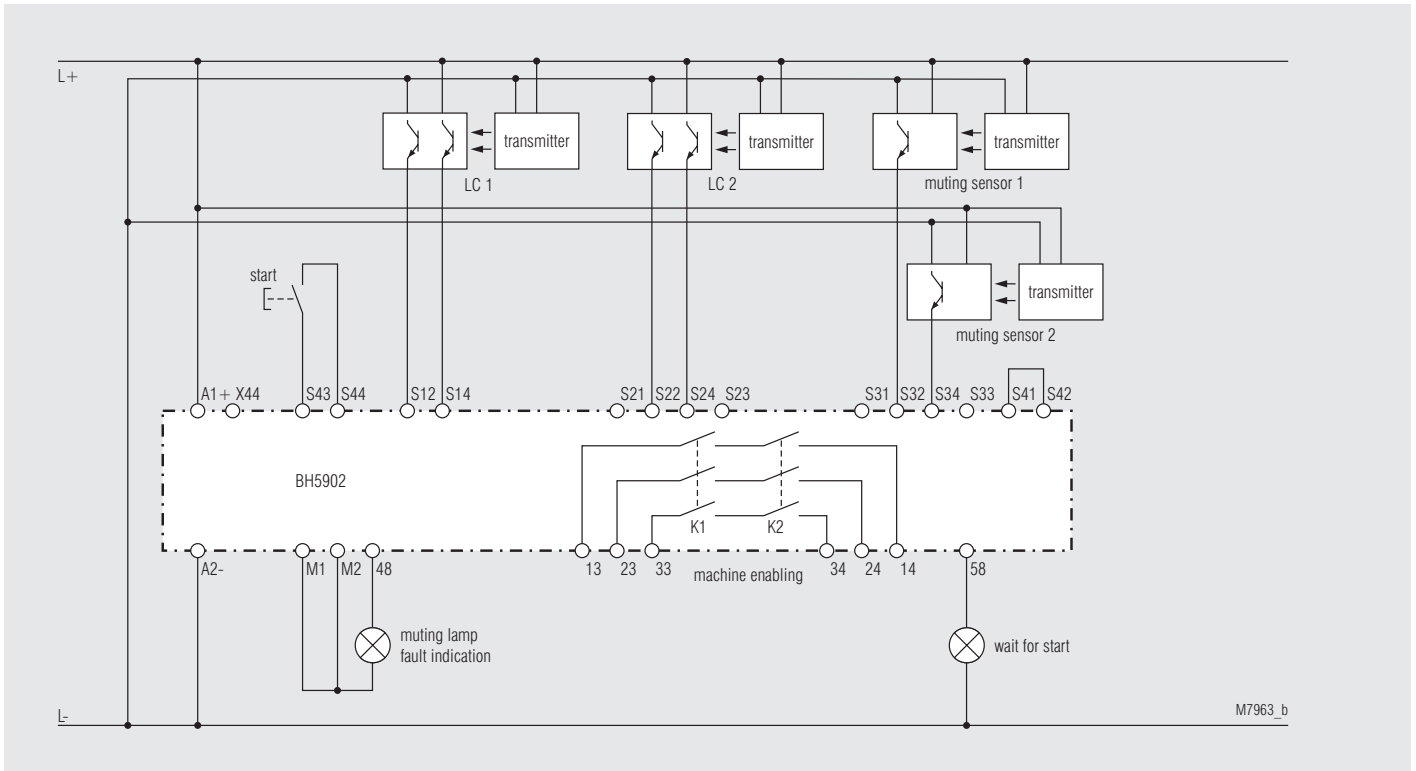 L+
transmitter
transmitter
transmitter
LC 1
LC 2
muting sensor 1
start
transmitter
muting sensor 2
A1+ X44 S43 S44 S12 S14 S21 S22 S24 S23 S31 S32 S34 S33 S41 S42
BH5902
K1 K2
A2- M1 M2 48 13 23 33 machine enabling 34 24 14 58
muting lamp
fault indication
wait for start
L-
M7963_b